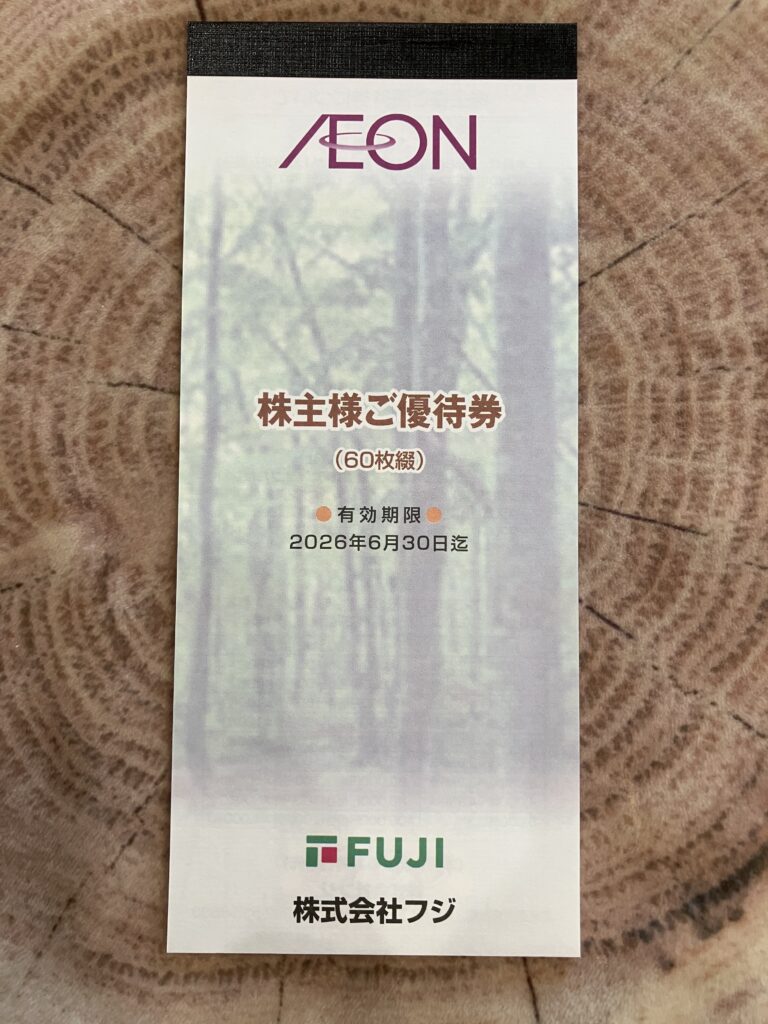 ÆON
株主様ご優待券
（60枚綴）
●有効期限●
2026年6月30日迄
FUJI
株式会社フジ